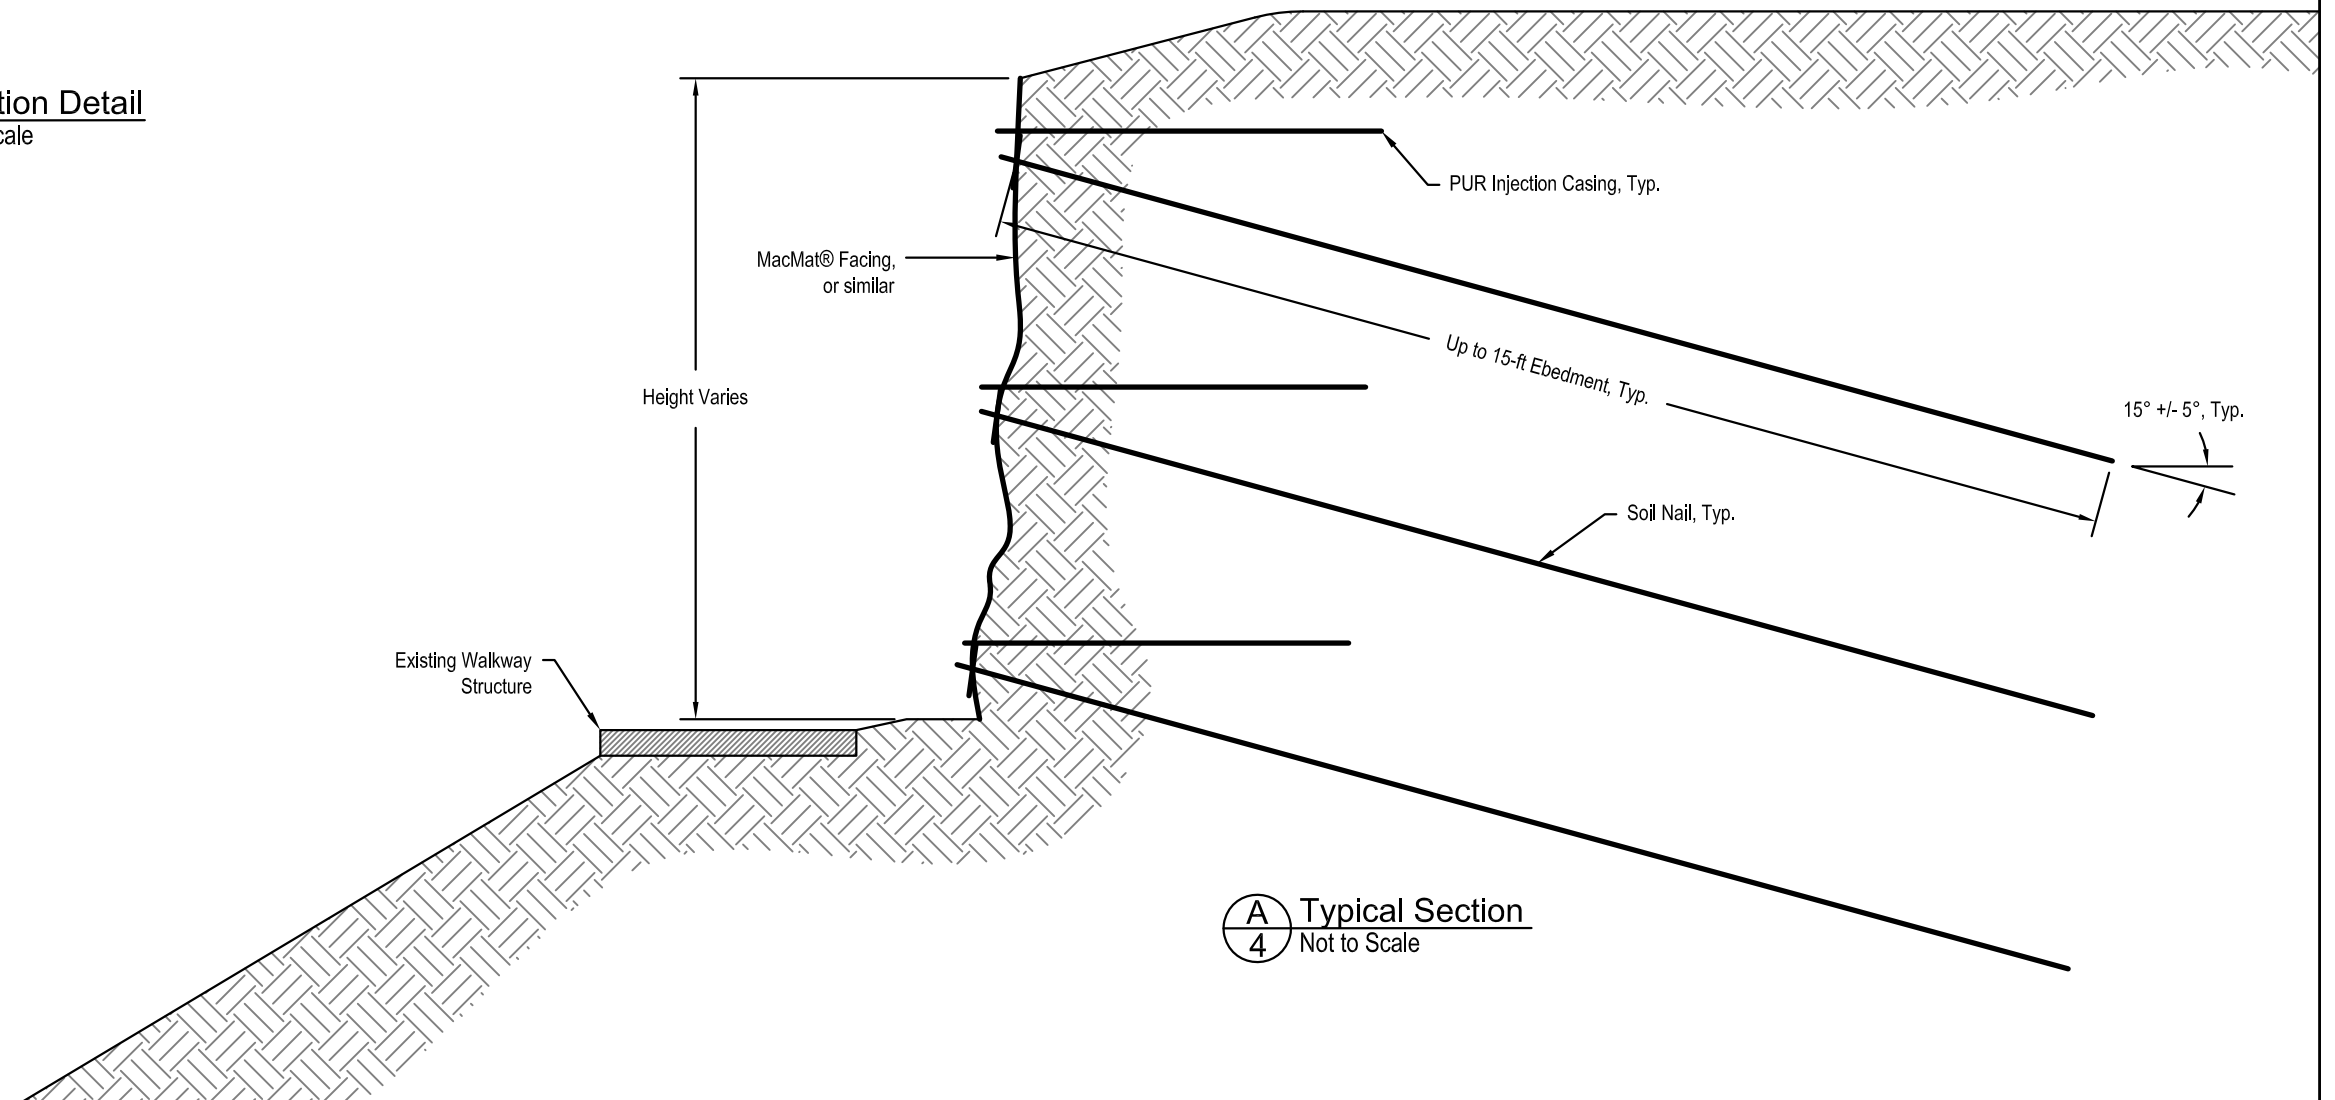 tion Detail
cale
PUR Injection Casing, Typ.
MacMat® Facing,
or similar
Up to 15-ft Ebedment, Typ.
Height Varies
15° +/- 5°, Typ.
Soil Nail, Typ.
Existing Walkway
Structure
A
4
Typical Section
Not to Scale